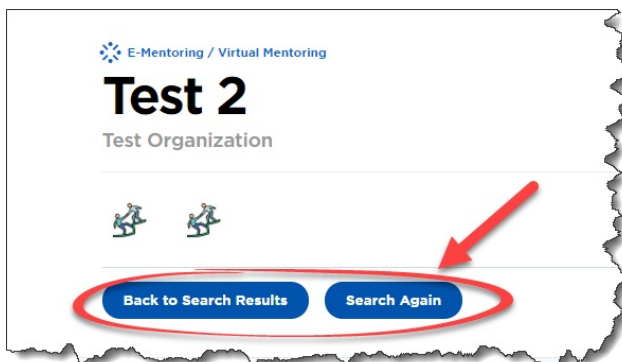 E-Mentoring / Virtual Mentoring
Test 2
Test Organization
Back to Search Results Search Again